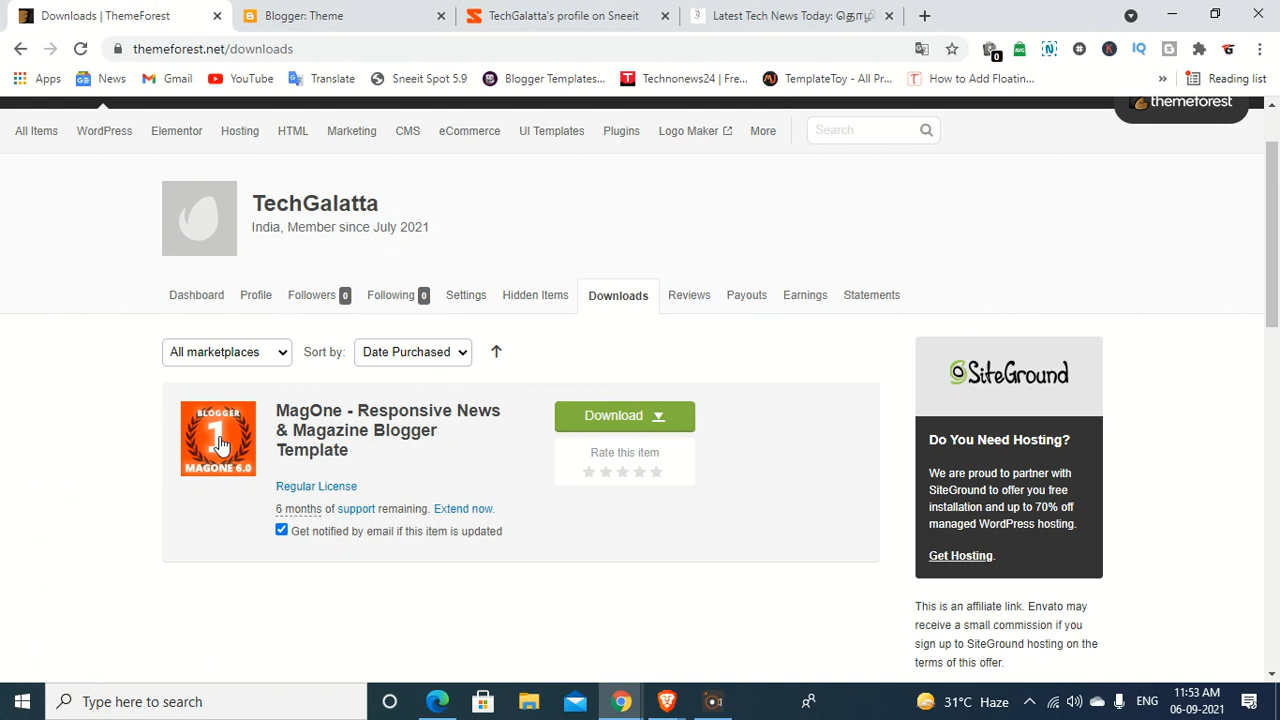 Downloads | ThemeForest
Blogger: Theme
TechGalatta's profile on Sneeit
Latest Tech News Today:
themeforest.net/downloads
0
IQ
Apps
News
Gmail
YouTube
Translate
Sneeit Spot 5.9
Blogger Templates...
Technonews24 | Fre...
TemplateToy - All Pr...
How to Add Floatin...
»
Reading list
themeforest
All Items
WordPress
Elementor
Hosting
HTML
Marketing
CMS
eCommerce
UI Templates
Plugins
Logo Maker
More
Search
TechGalatta
India, Member since July 2021
Dashboard
Profile
Followers 0
Following 0
Settings
Hidden Items
Downloads
Reviews
Payouts
Earnings
Statements
All marketplaces
Sort by:
Date Purchased
BLOGGER
1
MAGONE 6.0
MagOne - Responsive News
& Magazine Blogger
Template
Regular License
6 months of support remaining. Extend now.
Get notified by email if this item is updated
Download
Rate this item
SiteGround
Do You Need Hosting?
We are proud to partner with
SiteGround to offer you free
installation and up to 70% off
managed WordPress hosting.
Get Hosting.
This is an affiliate link. Envato may
receive a small commission if you
sign up to SiteGround hosting on the
terms of this offer.
Type here to search
31°C Haze
ENG
11:53 AM
06-09-2021